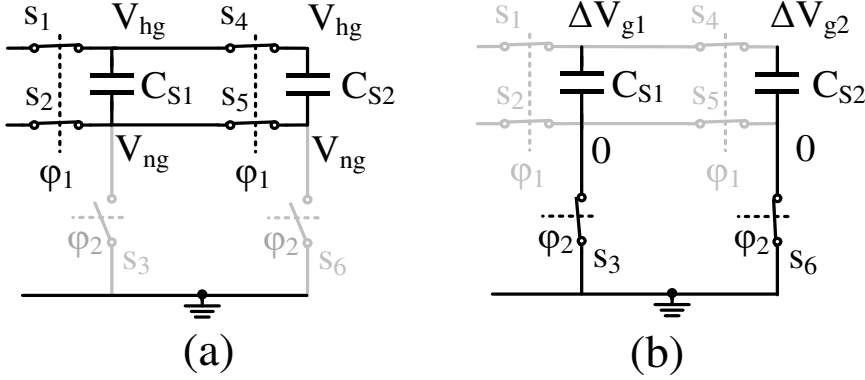 s1 Vhg s4 Vhg
CS1 CS2
s2 s5
Vng Vng
φ1 φ1
φ2 φ2
s3 s6
(a)
s1 ΔVg1 s4 ΔVg2
CS1 CS2
s2 s5
0 0
φ1 φ1
φ2 φ2
s3 s6
(b)